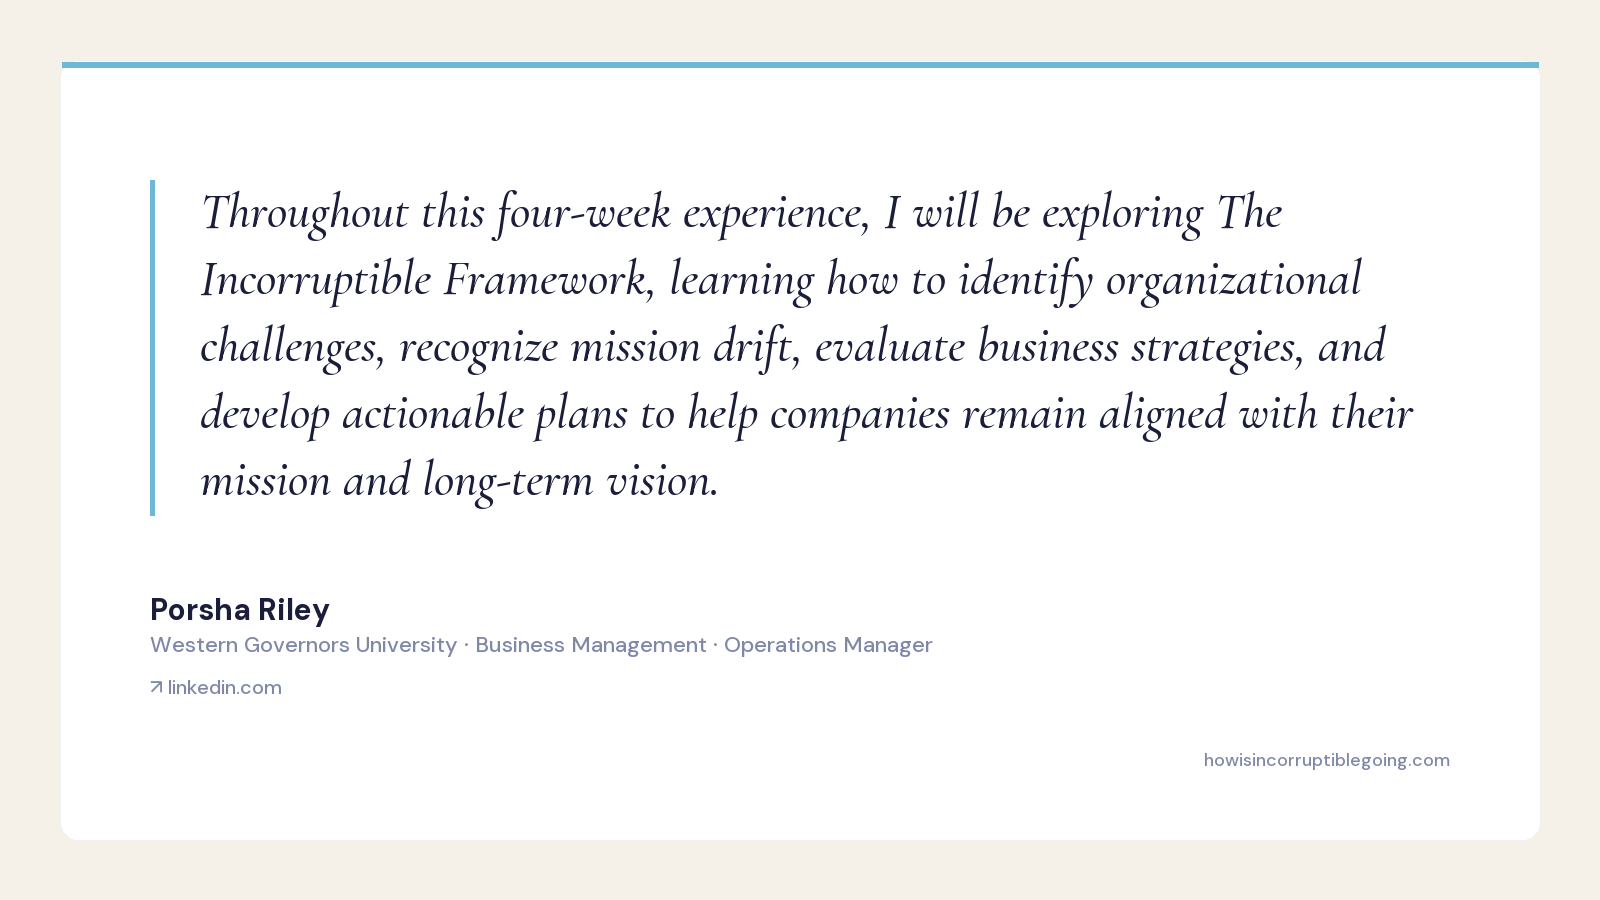 Throughout this four-week experience, I will be exploring The
Incorruptible Framework, learning how to identify organizational
challenges, recognize mission drift, evaluate business strategies, and
develop actionable plans to help companies remain aligned with their
mission and long-term vision.
Porsha Riley
Western Governors University · Business Management · Operations Manager
↗ linkedin.com
howisincorruptiblegoing.com